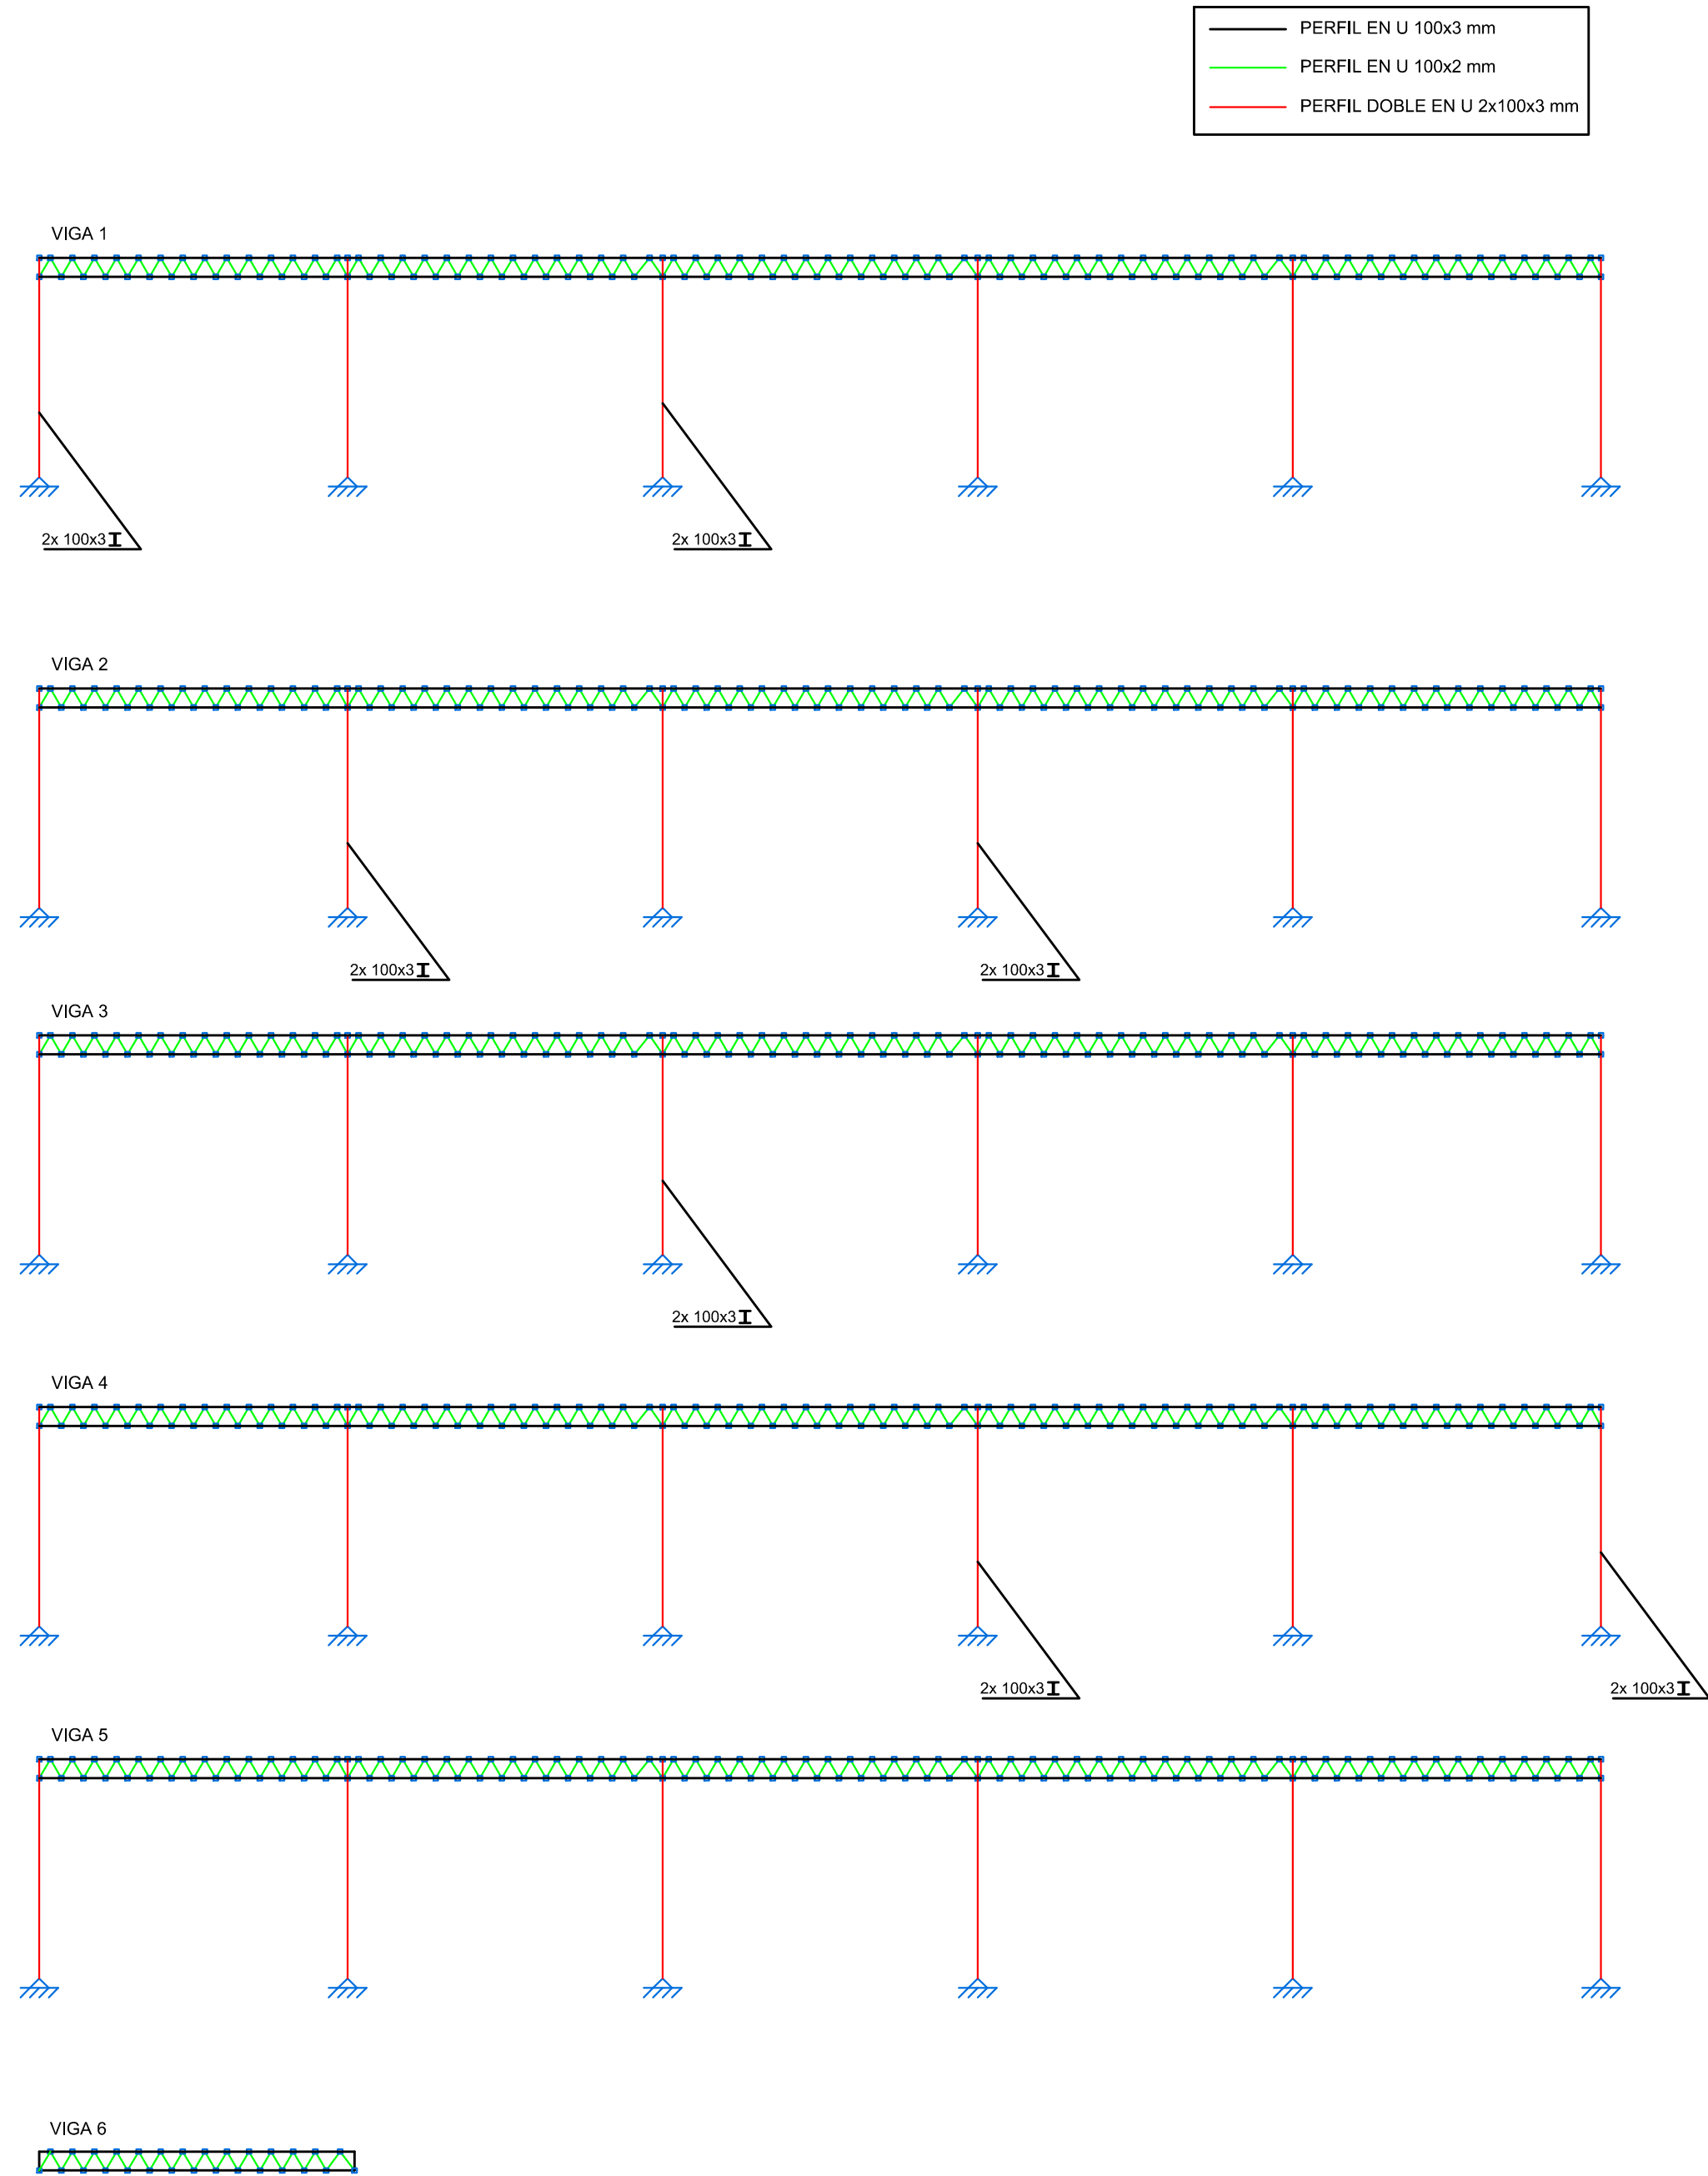 PERFIL EN U 100x3 mm
PERFIL EN U 100x2 mm
PERFIL DOBLE EN U 2x100x3 mm
VIGA 1
2x 100x3
2x 100x3
VIGA 2
2x 100x3
2x 100x3
VIGA 3
2x 100x3
VIGA 4
2x 100x3
2x 100x3
VIGA 5
VIGA 6